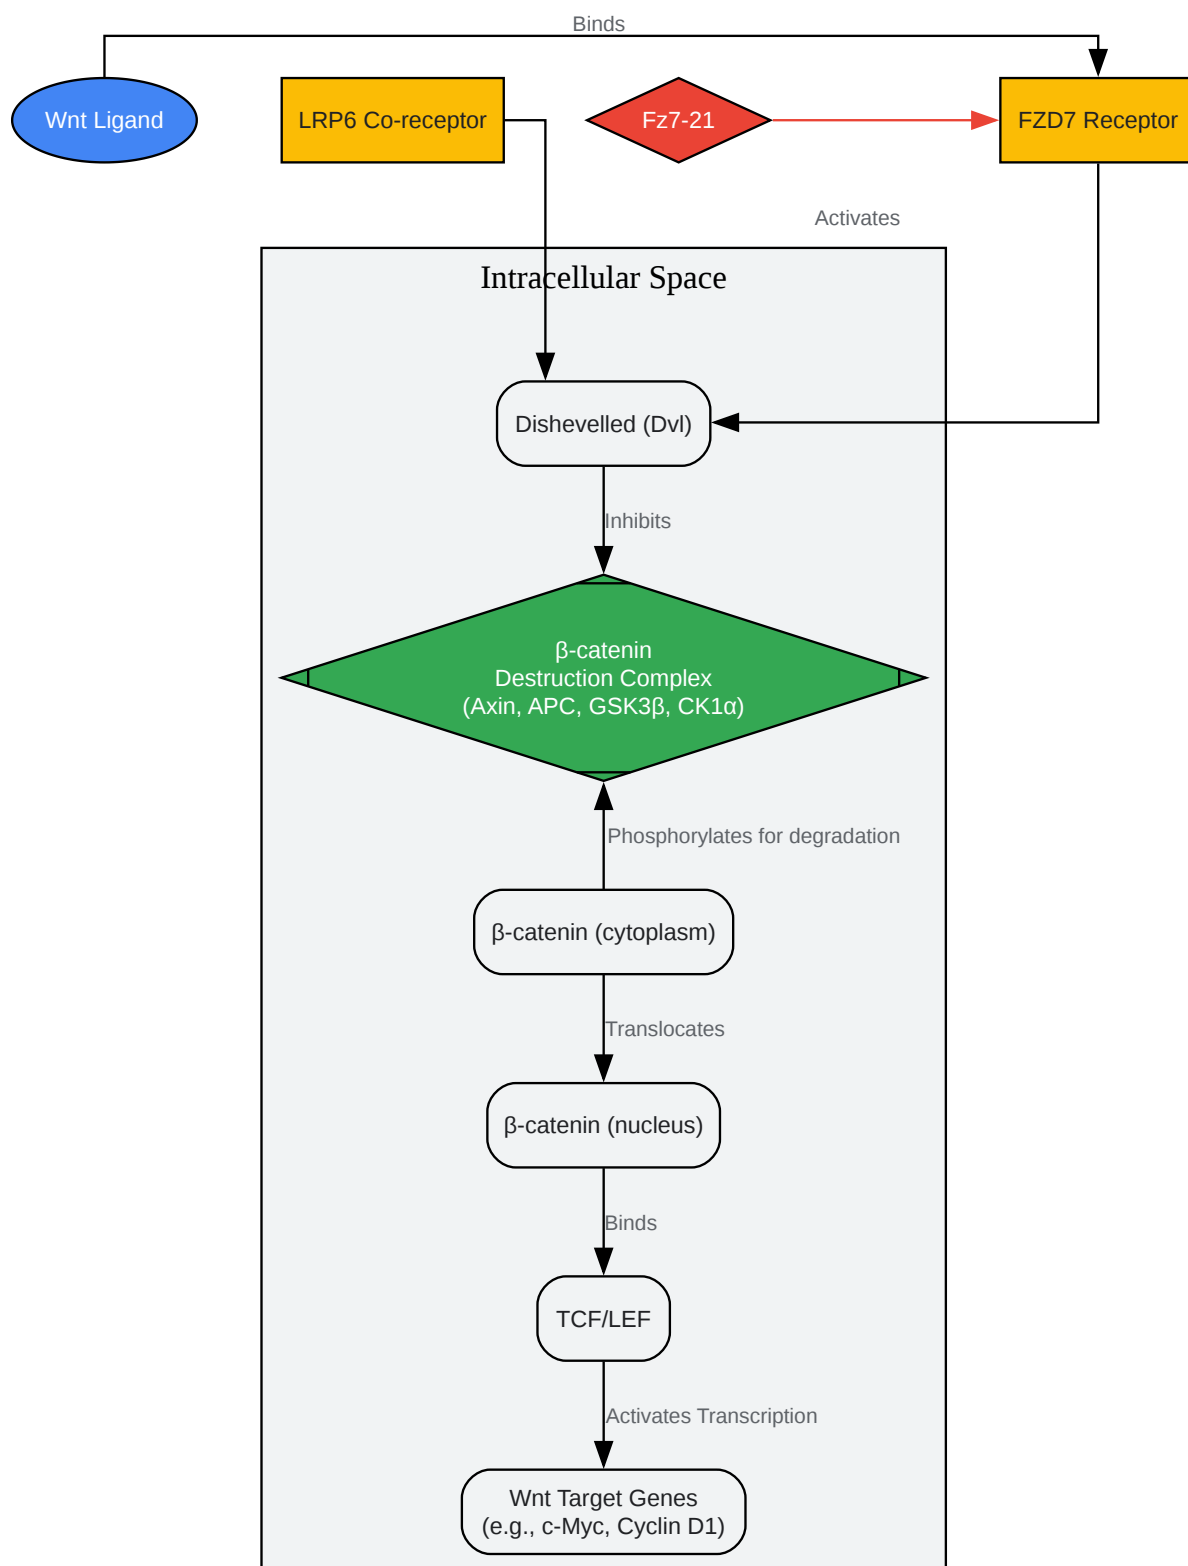 Binds
Wnt Ligand
LRP6 Co-receptor
Fz7-21
FZD7 Receptor
Activates
Intracellular Space
Dishevelled (Dvl)
Inhibits
β-catenin
Destruction Complex
(Axin, APC, GSK3β, CK1α)
Phosphorylates for degradation
β-catenin (cytoplasm)
Translocates
β-catenin (nucleus)
Binds
TCF/LEF
Activates Transcription
Wnt Target Genes
(e.g., c-Myc, Cyclin D1)